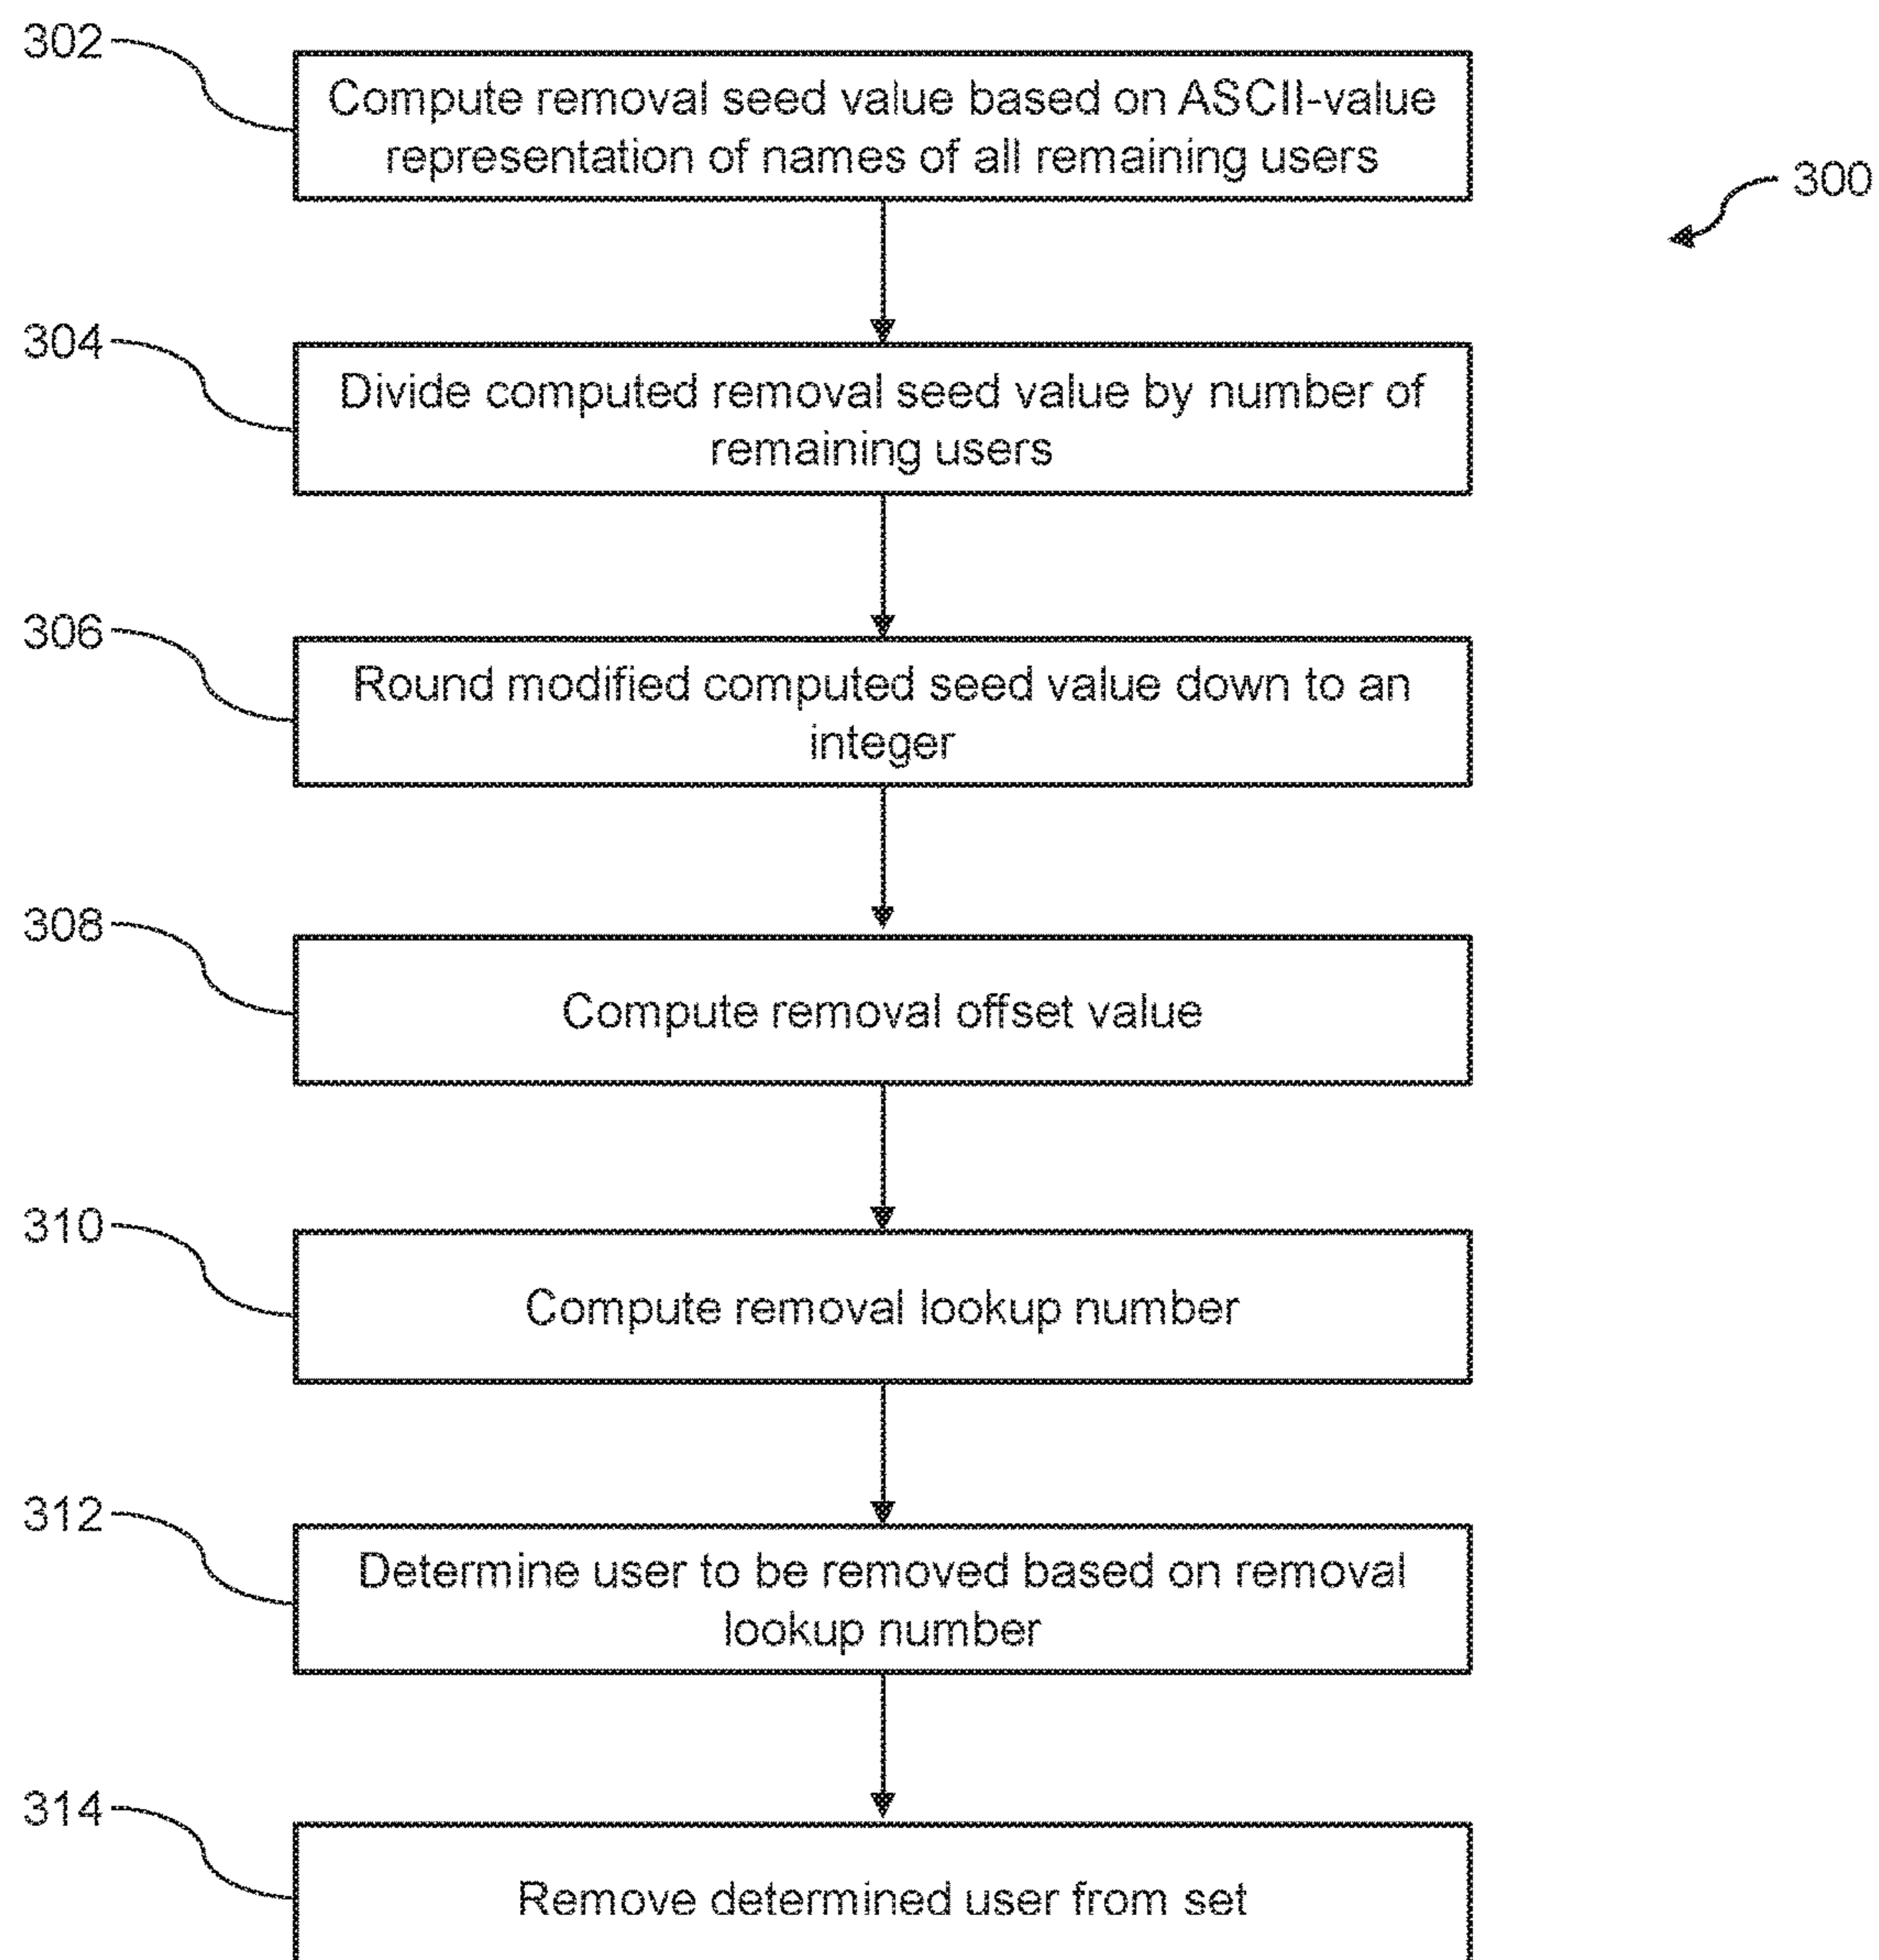 302
Compute removal seed value based on ASCII-value
representation of names of all remaining users
300
304
Divide computed removal seed value by number of
remaining users
306
Round modified computed seed value down to an
integer
308
Compute removal offset value
310
Compute removal lookup number
312
Determine user to be removed based on removal
lookup number
314
Remove determined user from set